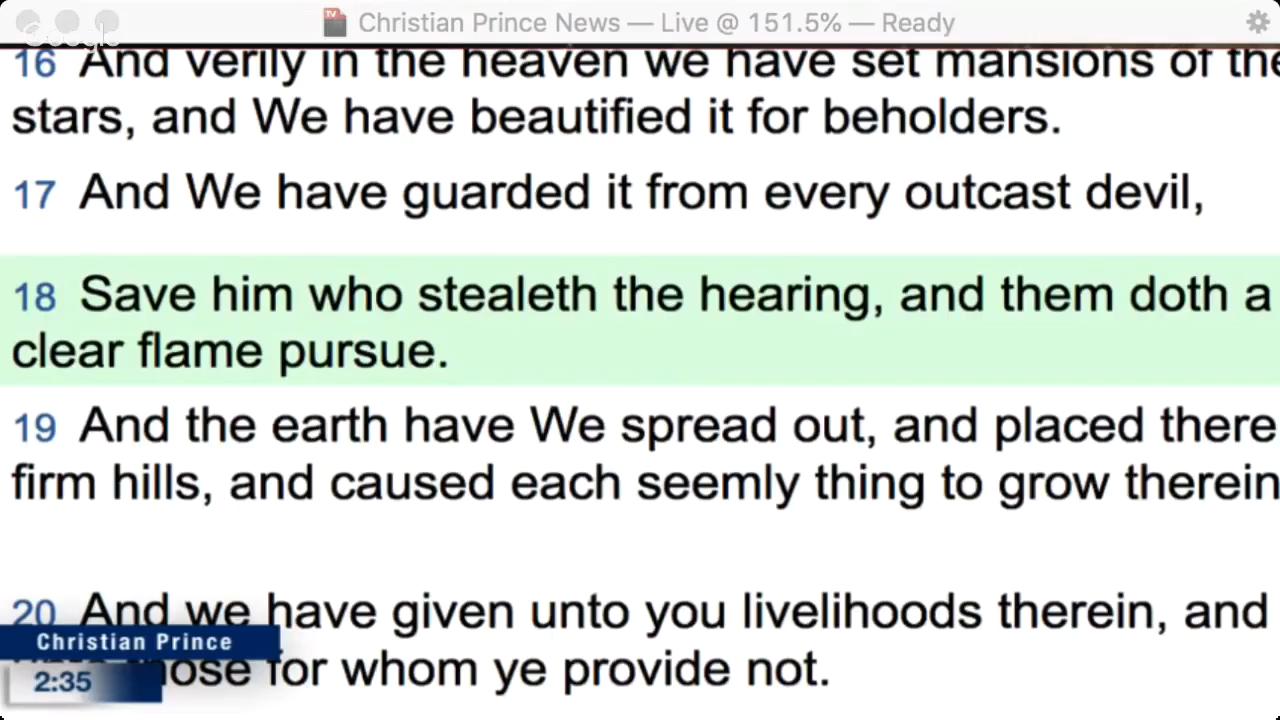 Christian Prince News — Live @ 151.5% — Ready
Google
16 And verily in the heaven we have set mansions of the
stars, and We have beautified it for beholders.
17 And We have guarded it from every outcast devil,
18 Save him who stealeth the hearing, and them doth a
clear flame pursue.
19 And the earth have We spread out, and placed there
firm hills, and caused each seemly thing to grow therein
20 And we have given unto you livelihoods therein, and
those for whom ye provide not.
Christian Prince
2:35